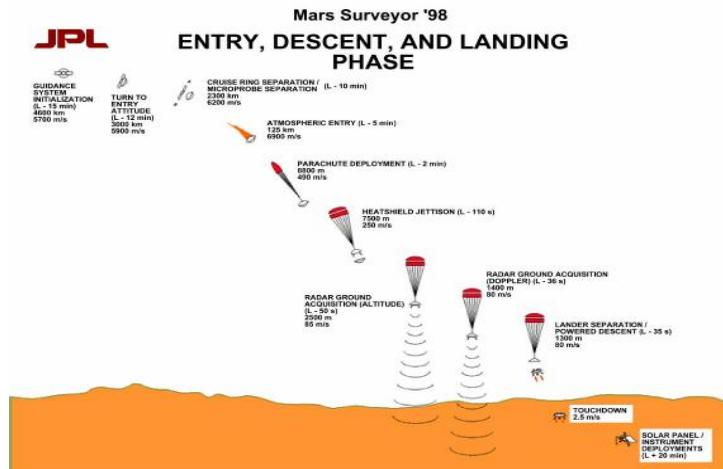 Mars Surveyor '98
JPL
ENTRY, DESCENT, AND LANDING
PHASE
GUIDANCE
SYSTEM
INITIALIZATION
(L - 15 min)
4600 km
5700 m/s
TURN TO
ENTRY
ATTITUDE
(L - 12 min)
3000 km
5900 m/s
CRUISE RING SEPARATION /
MICROPROBE SEPARATION (L - 10 min)
2300 km
6200 m/s
ATMOSPHERIC ENTRY (L - 5 min)
125 km
6900 m/s
PARACHUTE DEPLOYMENT (L - 2 min)
8800 m
490 m/s
HEATSHIELD JETTISON (L - 110 s)
7500 m
250 m/s
RADAR GROUND
ACQUISITION (ALTITUDE)
(L - 50 s)
2500 m
85 m/s
RADAR GROUND ACQUISITION
(DOPPLER) (L - 36 s)
1400 m
80 m/s
LANDER SEPARATION /
POWERED DESCENT (L - 35 s)
1300 m
80 m/s
TOUCHDOWN
2.5 m/s
SOLAR PANEL /
INSTRUMENT
DEPLOYMENTS
(L + 20 min)